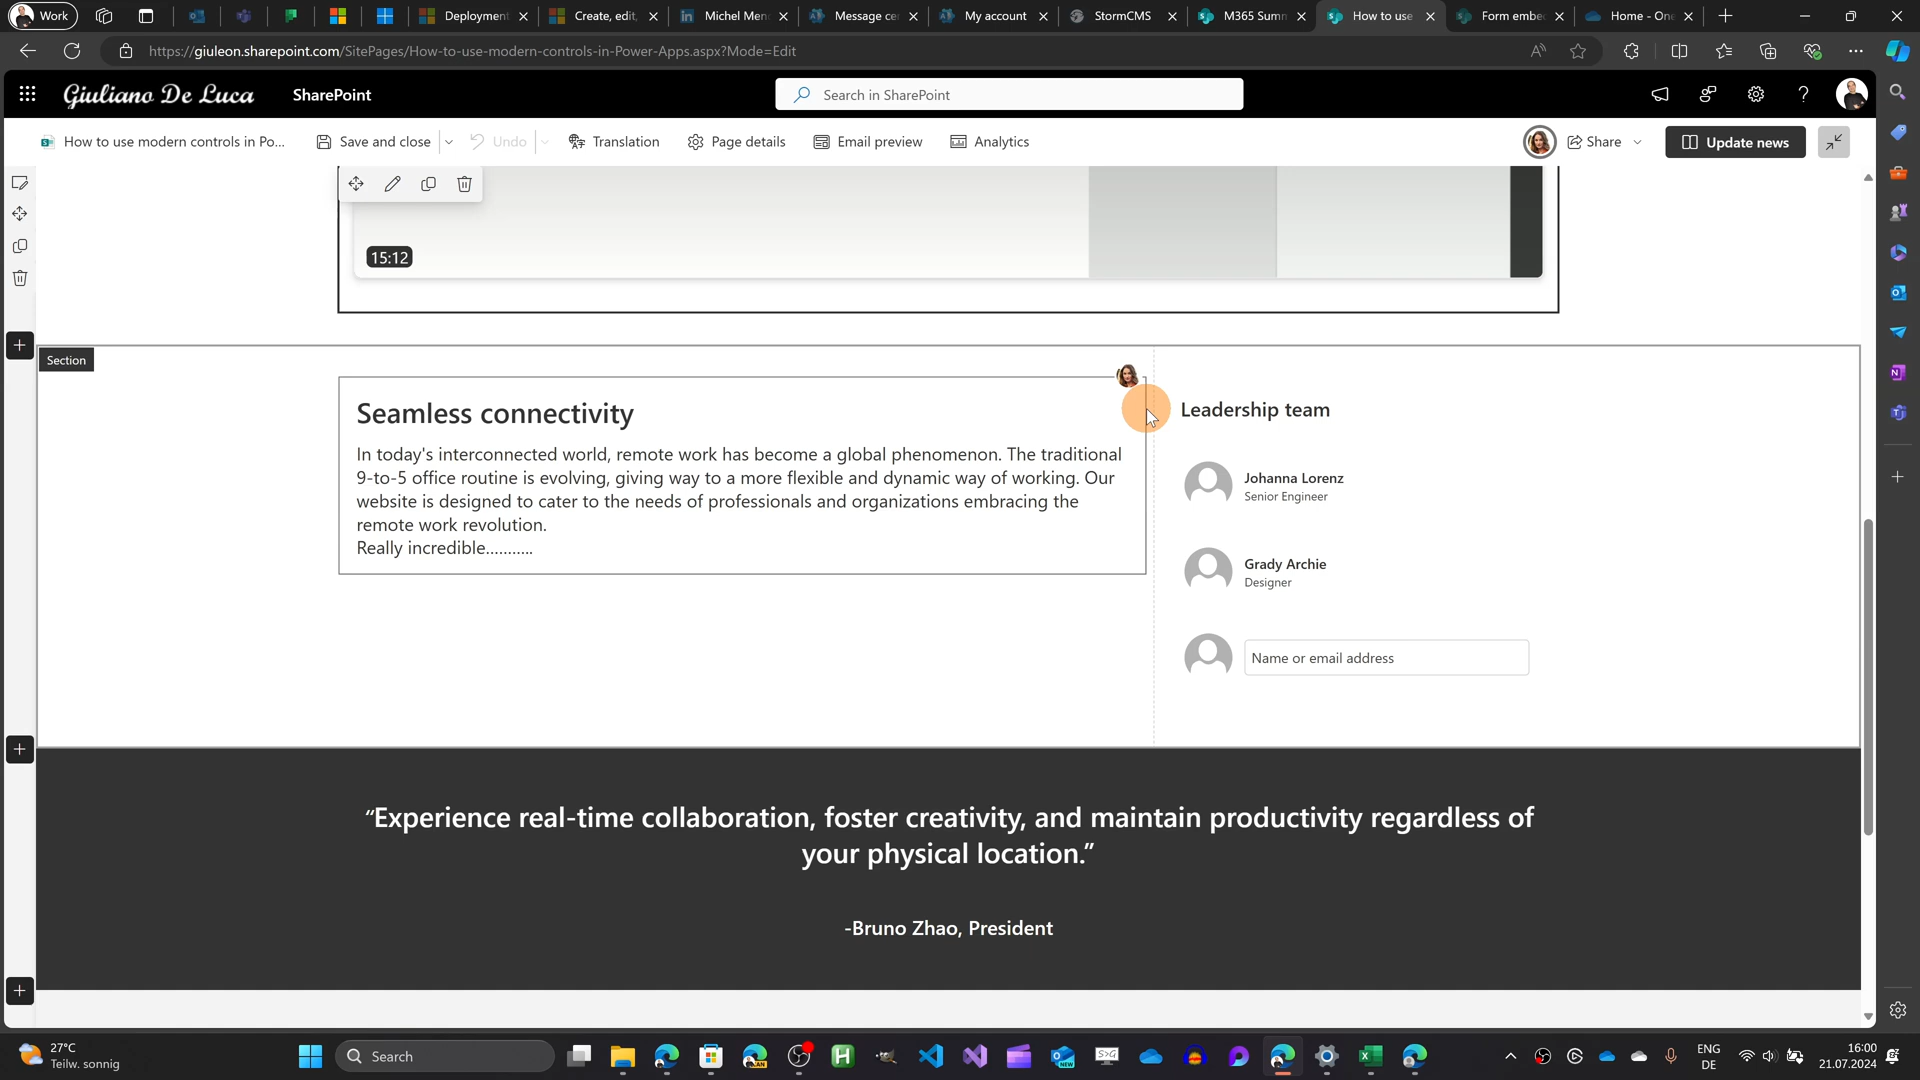 Work
Deployment
Create, edit,
Michel Men
Message ce
My account
StormCMS
M365 Sum
How to use
Form embe
Home - One
https://giuleon.sharepoint.com/SitePages/How-to-use-modern-controls-in-Power-Apps.aspx?Mode=Edit
Giuliano De Luca
SharePoint
Search in SharePoint
How to use modern controls in Po...
Save and close
Undo
Translation
Page details
Email preview
Analytics
Share
Update news
15:12
Section
Seamless connectivity
In today's interconnected world, remote work has become a global phenomenon. The traditional
9-to-5 office routine is evolving, giving way to a more flexible and dynamic way of working. Our
website is designed to cater to the needs of professionals and organizations embracing the
remote work revolution.
Really incredible...........
Leadership team
Johanna Lorenz
Senior Engineer
Grady Archie
Designer
Name or email address
“Experience real-time collaboration, foster creativity, and maintain productivity regardless of
your physical location.”
-Bruno Zhao, President
27°C
Teilw. sonnig
Search
ENG
DE
16:00
21.07.2024